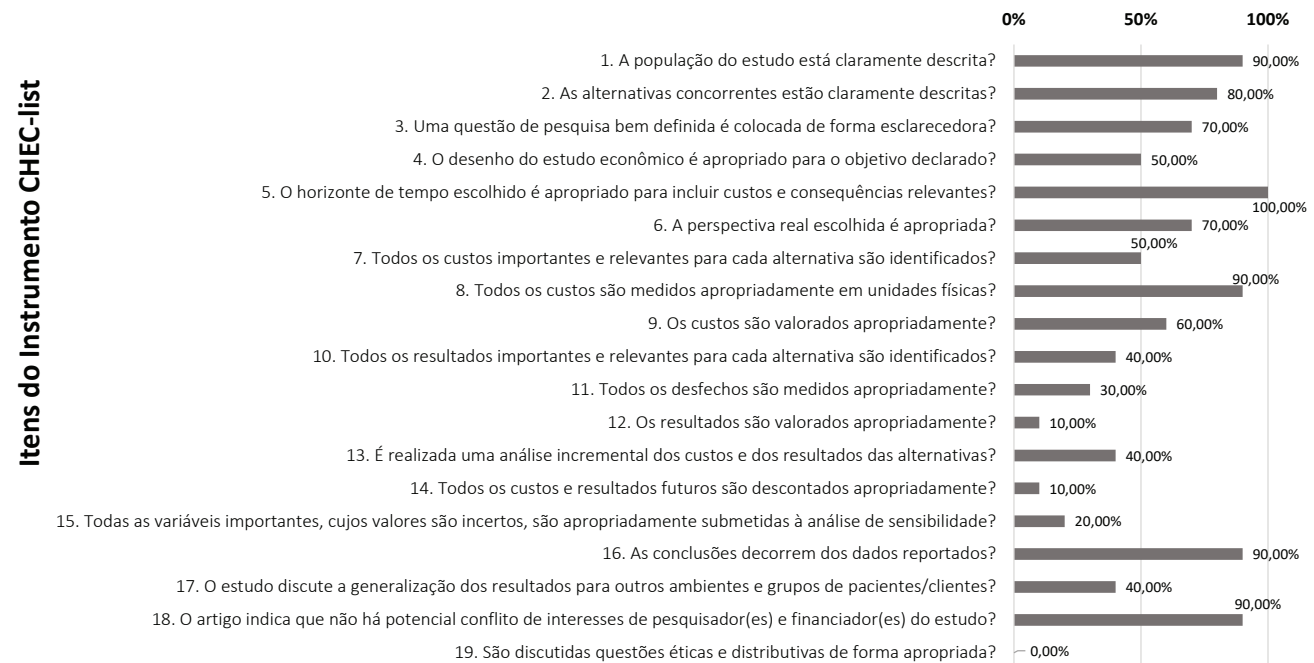 0% 50% 100%
Itens do Instrumento CHEC-list
1. A população do estudo está claramente descrita? 90,00%
2. As alternativas concorrentes estão claramente descritas? 80,00%
3. Uma questão de pesquisa bem definida é colocada de forma esclarecedora? 70,00%
4. O desenho do estudo econômico é apropriado para o objetivo declarado? 50,00%
5. O horizonte de tempo escolhido é apropriado para incluir custos e consequências relevantes? 100,00%
6. A perspectiva real escolhida é apropriada? 70,00%
7. Todos os custos importantes e relevantes para cada alternativa são identificados? 50,00%
8. Todos os custos são medidos apropriadamente em unidades físicas? 90,00%
9. Os custos são valorados apropriadamente? 60,00%
10. Todos os resultados importantes e relevantes para cada alternativa são identificados? 40,00%
11. Todos os desfechos são medidos apropriadamente? 30,00%
12. Os resultados são valorados apropriadamente? 10,00%
13. É realizada uma análise incremental dos custos e dos resultados das alternativas? 40,00%
14. Todos os custos e resultados futuros são descontados apropriadamente? 10,00%
15. Todas as variáveis importantes, cujos valores são incertos, são apropriadamente submetidas à análise de sensibilidade? 20,00%
16. As conclusões decorrem dos dados reportados? 90,00%
17. O estudo discute a generalização dos resultados para outros ambientes e grupos de pacientes/clientes? 40,00%
18. O artigo indica que não há potencial conflito de interesses de pesquisador(es) e financiador(es) do estudo? 90,00%
19. São discutidas questões éticas e distributivas de forma apropriada? 0,00%